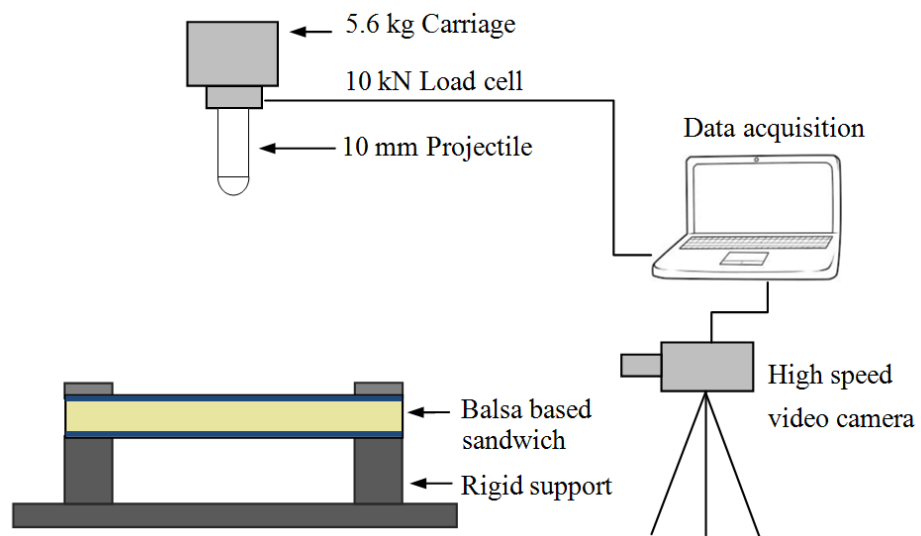 5.6 kg Carriage
10 kN Load cell
10 mm Projectile
Data acquisition
High speed
video camera
Balsa based
sandwich
Rigid support